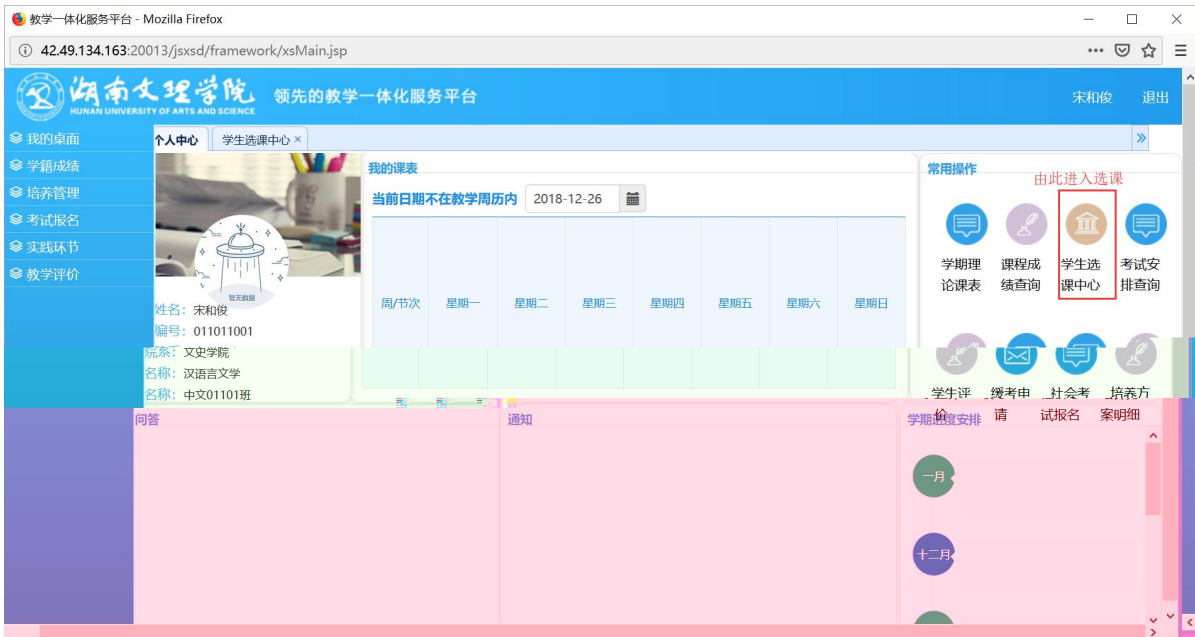 教学一体化服务平台 - Mozilla Firefox
42.49.134.163:20013/jsxsd/framework/xsMain.jsp
湖南文理学院
HUNAN UNIVERSITY OF ARTS AND SCIENCE
领先的教学一体化服务平台
宋和俊 退出
我的桌面
学籍成绩
培养管理
考试报名
实践环节
教学评价
个人中心 学生选课中心
暂无数据
姓名：宋和俊
编号：011011001
院系：文史学院
名称：汉语言文学
名称：中文01101班
我的课表
当前日期不在教学周历内 2018-12-26
周/节次 星期一 星期二 星期三 星期四 星期五 星期六 星期日
常用操作
由此进入选课
学期理论课表
课程成绩查询
学生选课中心
考试安排查询
学生评价
缓考申请
社会考试报名
培养方案明细
问答
通知
学期进度安排
一月
十二月